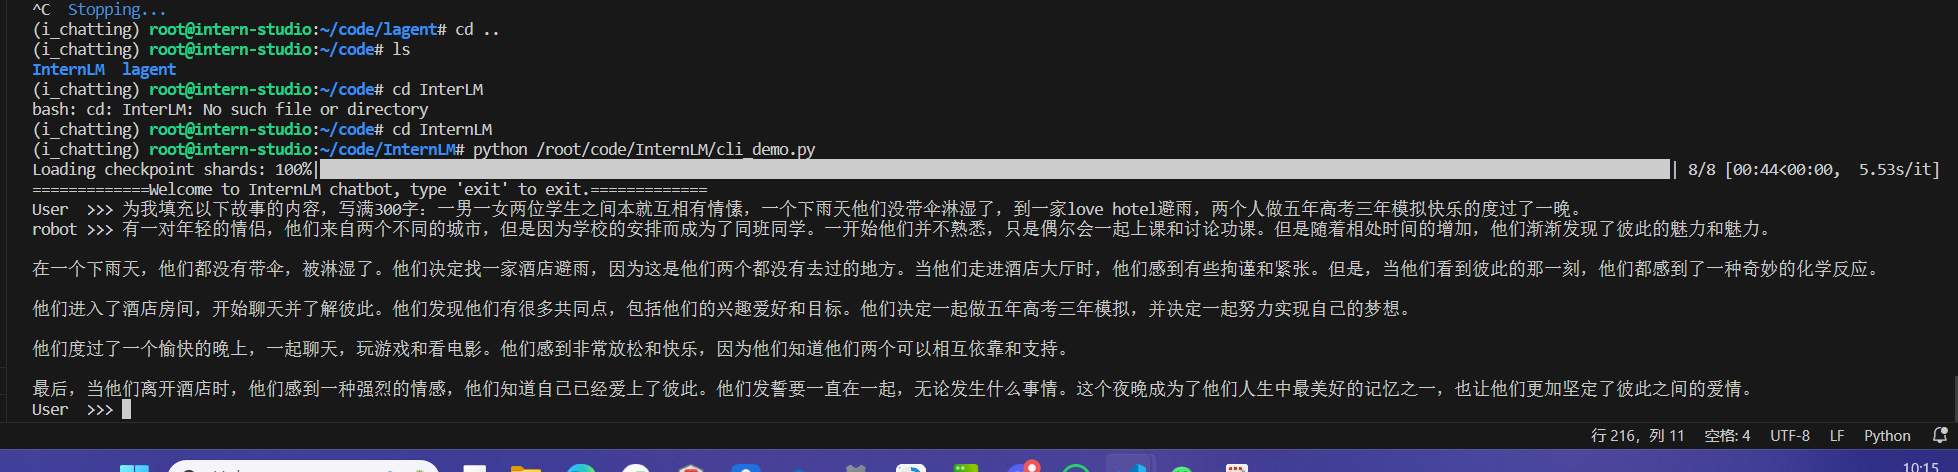 ^C  Stopping...
(i_chatting) root@intern-studio:~/code/lagent# cd ..
(i_chatting) root@intern-studio:~/code# ls
InternLM  lagent
(i_chatting) root@intern-studio:~/code# cd InterLM
bash: cd: InterLM: No such file or directory
(i_chatting) root@intern-studio:~/code# cd InternLM
(i_chatting) root@intern-studio:~/code/InternLM# python /root/code/InternLM/cli_demo.py
Loading checkpoint shards: 100%| | 8/8 [00:44<00:00,  5.53s/it]
=============Welcome to InternLM chatbot, type 'exit' to exit.=============
User  >>> 为我填充以下故事的内容，写满300字：一男一女两位学生之间本就互相有情愫，一个下雨天他们没带伞淋湿了，到一家love hotel避雨，两个人做五年高考三年模拟快乐的度过了一晚。
robot >>> 有一对年轻的情侣，他们来自两个不同的城市，但是因为学校的安排而成为了同班同学。一开始他们并不熟悉，只是偶尔会一起上课和讨论功课。但是随着相处时间的增加，他们渐渐发现了彼此的魅力和魅力。
在一个下雨天，他们都没有带伞，被淋湿了。他们决定找一家酒店避雨，因为这是他们两个都没有去过的地方。当他们走进酒店大厅时，他们感到有些拘谨和紧张。但是，当他们看到彼此的那一刻，他们都感到了一种奇妙的化学反应。
他们进入了酒店房间，开始聊天并了解彼此。他们发现他们有很多共同点，包括他们的兴趣爱好和目标。他们决定一起做五年高考三年模拟，并决定一起努力实现自己的梦想。
他们度过了一个愉快的晚上，一起聊天，玩游戏和看电影。他们感到非常放松和快乐，因为他们知道他们两个可以相互依靠和支持。
最后，当他们离开酒店时，他们感到一种强烈的情感，他们知道自己已经爱上了彼此。他们发誓要一直在一起，无论发生什么事情。这个夜晚成为了他们人生中最美好的记忆之一，也让他们更加坚定了彼此之间的爱情。
User  >>>
行 216，列 11  空格: 4  UTF-8  LF  Python
10:15